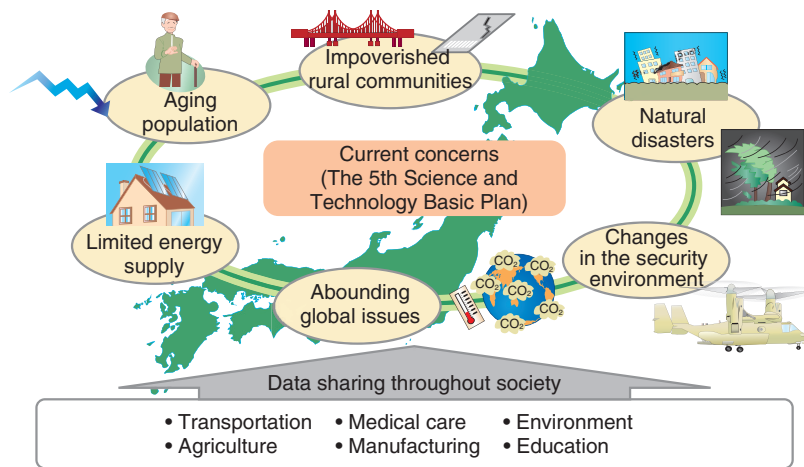 Impoverished
rural communities
Aging
population
Natural
disasters
Current concerns
(The 5th Science and
Technology Basic Plan)
Limited energy
supply
Changes
in the security
environment
Abounding
global issues
CO₂
CO₂
CO₂
CO₂
CO₂
CO₂
CO₂
Data sharing throughout society
• Transportation • Medical care • Environment
• Agriculture • Manufacturing • Education